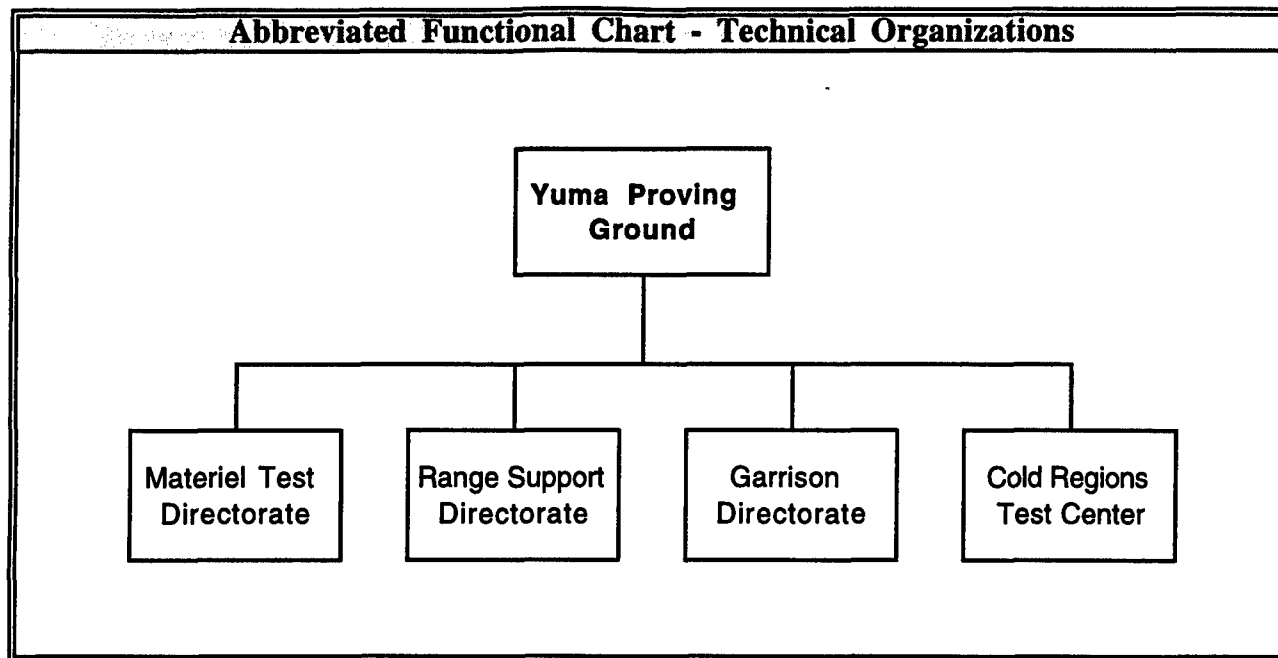 Abbreviated Functional Chart - Technical Organizations
Yuma Proving
Ground
Materiel Test
Directorate
Range Support
Directorate
Garrison
Directorate
Cold Regions
Test Center